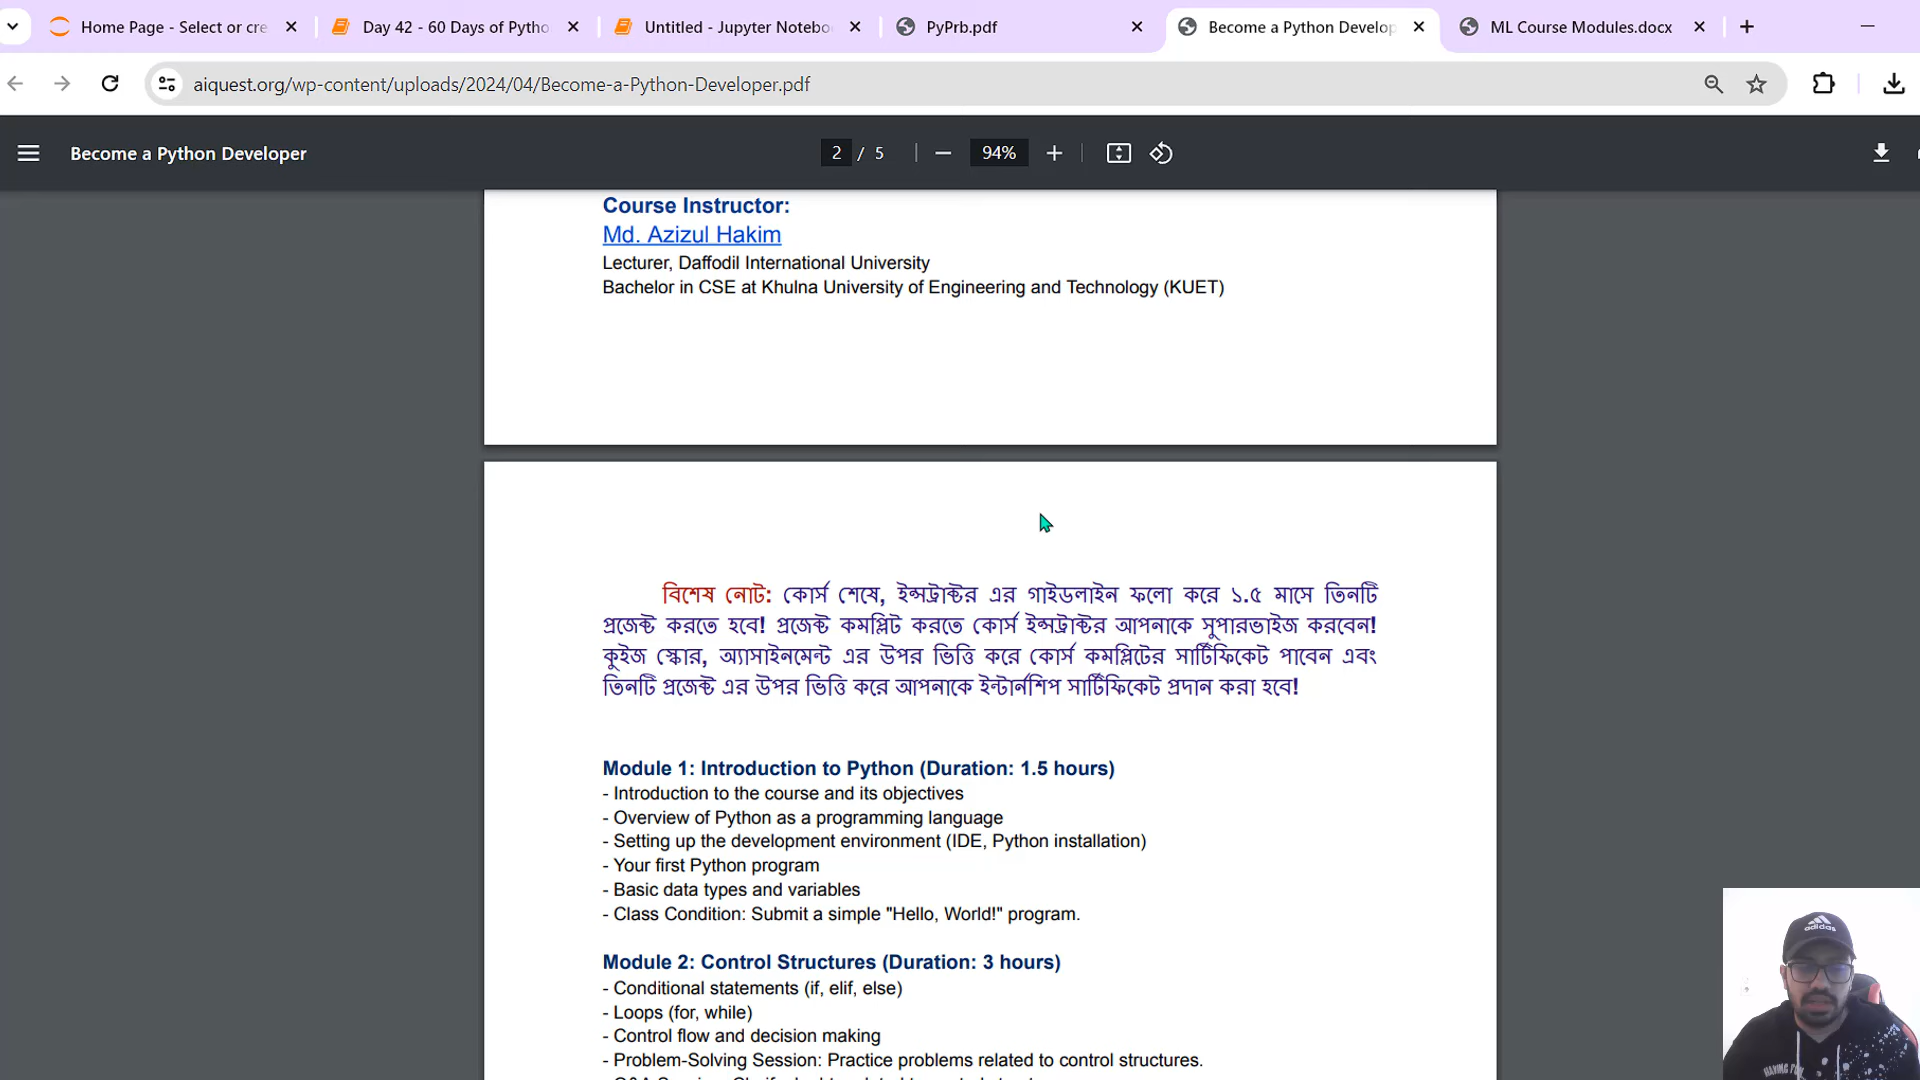 Home Page - Select or cre
Day 42 - 60 Days of Pytho
Untitled - Jupyter Notebo
PyPrb.pdf
Become a Python Develop
ML Course Modules.docx
aiquest.org/wp-content/uploads/2024/04/Become-a-Python-Developer.pdf
Become a Python Developer
2 / 5
94%
Course Instructor:
Md. Azizul Hakim
Lecturer, Daffodil International University
Bachelor in CSE at Khulna University of Engineering and Technology (KUET)
বিশেষ নোট: কোর্স শেষে, ইন্সট্রাক্টর এর গাইডলাইন ফলো করে ১.৫ মাসে তিনটি
প্রজেক্ট করতে হবে! প্রজেক্ট কমপ্লিট করতে কোর্স ইন্সট্রাক্টর আপনাকে সুপারভাইজ করবেন!
কুইজ স্কোর, অ্যাসাইনমেন্ট এর উপর ভিত্তি করে কোর্স কমপ্লিটের সার্টিফিকেট পাবেন এবং
তিনটি প্রজেক্ট এর উপর ভিত্তি করে আপনাকে ইন্টার্নশিপ সার্টিফিকেট প্রদান করা হবে!
Module 1: Introduction to Python (Duration: 1.5 hours)
- Introduction to the course and its objectives
- Overview of Python as a programming language
- Setting up the development environment (IDE, Python installation)
- Your first Python program
- Basic data types and variables
- Class Condition: Submit a simple "Hello, World!" program.
Module 2: Control Structures (Duration: 3 hours)
- Conditional statements (if, elif, else)
- Loops (for, while)
- Control flow and decision making
- Problem-Solving Session: Practice problems related to control structures.
adidas